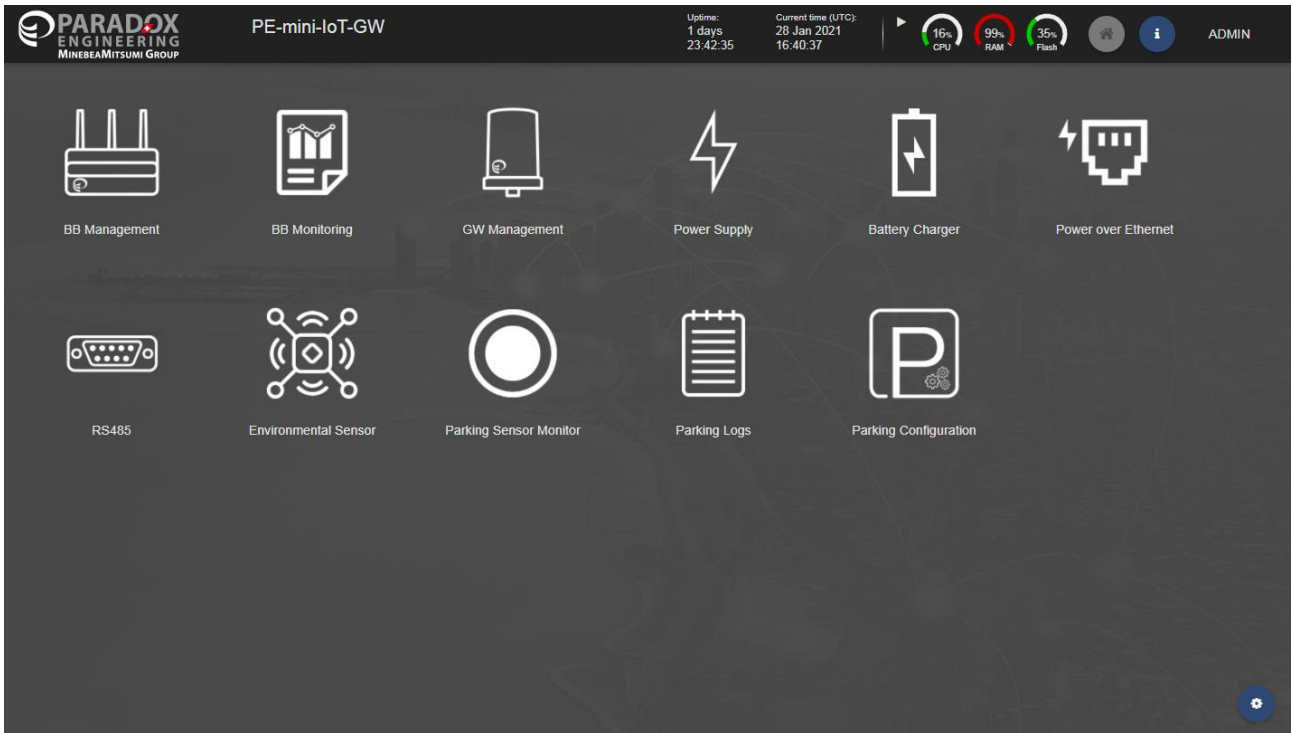 PARADOX
ENGINEERING
MINEBEAMITSUMI GROUP
PE-mini-IoT-GW
Uptime:
1 days
23:42:35
Current time (UTC):
28 Jan 2021
16:40:37
16%
CPU
99%
RAM
35%
Flash
i
ADMIN
BB Management
BB Monitoring
GW Management
Power Supply
Battery Charger
Power over Ethernet
P
RS485
Environmental Sensor
Parking Sensor Monitor
Parking Logs
Parking Configuration